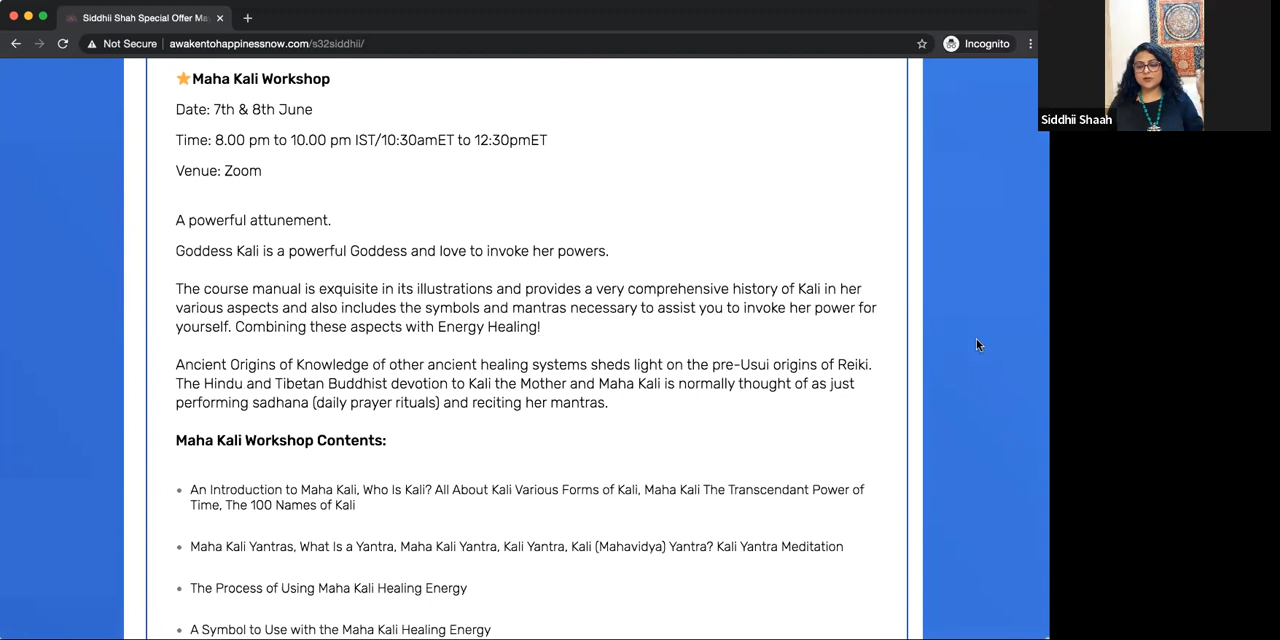 Siddhii Shah Special Offer Ma
Not Secure
awakentohappinessnow.com/s32siddhii/
Incognito
Siddhii Shaah
Maha Kali Workshop
Date: 7th & 8th June
Time: 8.00 pm to 10.00 pm IST/10:30amET to 12:30pmET
Venue: Zoom
A powerful attunement.
Goddess Kali is a powerful Goddess and love to invoke her powers.
The course manual is exquisite in its illustrations and provides a very comprehensive history of Kali in her
various aspects and also includes the symbols and mantras necessary to assist you to invoke her power for
yourself. Combining these aspects with Energy Healing!
Ancient Origins of Knowledge of other ancient healing systems sheds light on the pre-Usui origins of Reiki.
The Hindu and Tibetan Buddhist devotion to Kali the Mother and Maha Kali is normally thought of as just
performing sadhana (daily prayer rituals) and reciting her mantras.
Maha Kali Workshop Contents:
An Introduction to Maha Kali, Who Is Kali? All About Kali Various Forms of Kali, Maha Kali The Transcendant Power of
Time, The 100 Names of Kali
Maha Kali Yantras, What Is a Yantra, Maha Kali Yantra, Kali Yantra, Kali (Mahavidya) Yantra? Kali Yantra Meditation
The Process of Using Maha Kali Healing Energy
A Symbol to Use with the Maha Kali Healing Energy